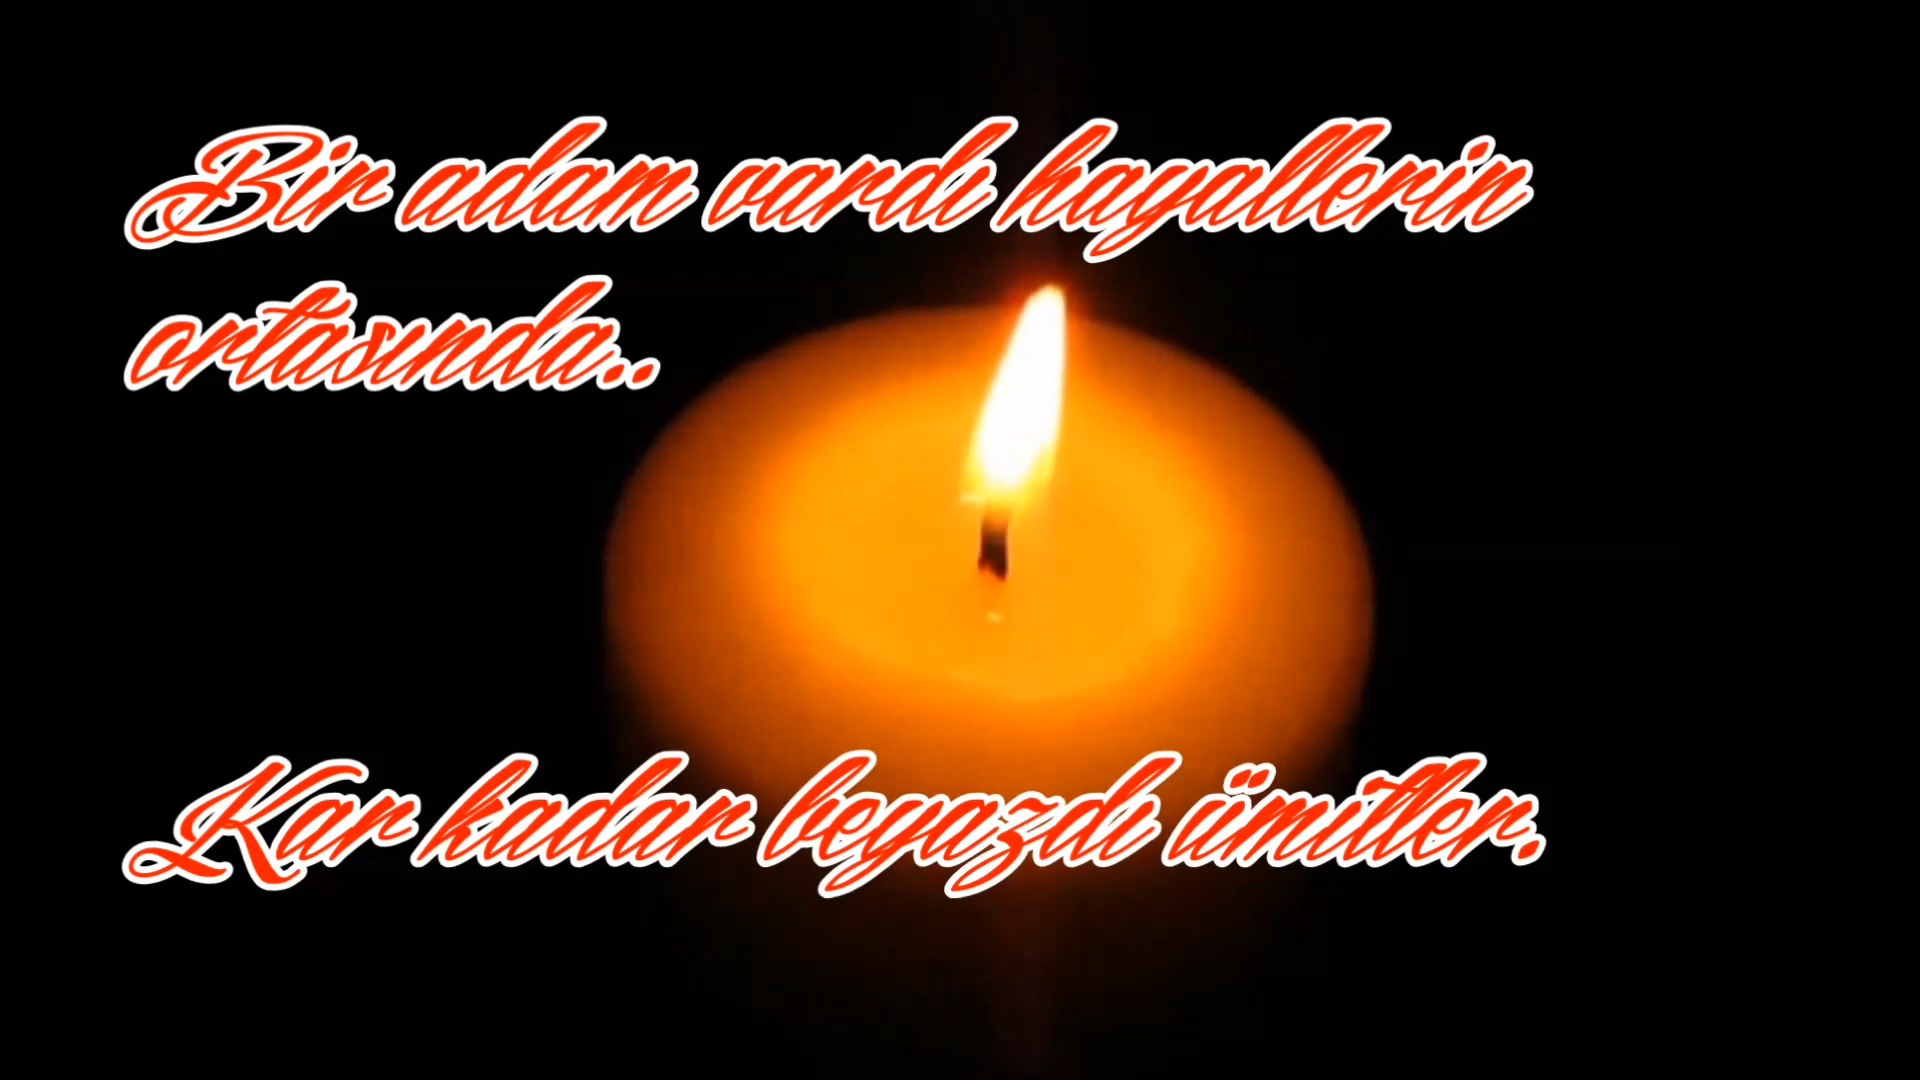 Bir adam vardı hayallerin
ortasında..
Kar kadar beyazdı ümitler.